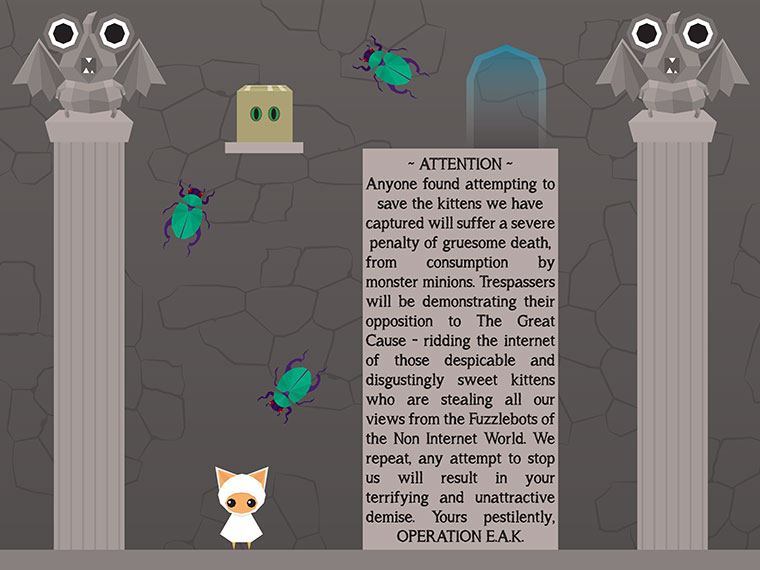 ~ ATTENTION ~
Anyone found attempting to
save the kittens we have
captured will suffer a severe
penalty of gruesome death,
from consumption by
monster minions. Trespassers
will be demonstrating their
opposition to The Great
Cause - ridding the internet
of those despicable and
disgustingly sweet kittens
who are stealing all our
views from the Fuzzlebots of
the Non Internet World. We
repeat, any attempt to stop
us will result in your
terrifying and unattractive
demise. Yours pestilently,
OPERATION E.A.K.